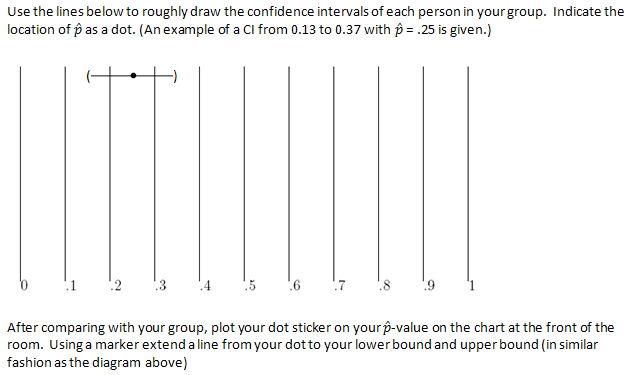 Use the lines below to roughly draw the confidence intervals of each person in your group. Indicate the
location of p̂ as a dot. (An example of a CI from 0.13 to 0.37 with p̂ = .25 is given.)
0 .1 .2 .3 .4 .5 .6 .7 .8 .9 1
After comparing with your group, plot your dot sticker on your p̂-value on the chart at the front of the
room. Using a marker extend a line from your dot to your lower bound and upper bound (in similar
fashion as the diagram above)